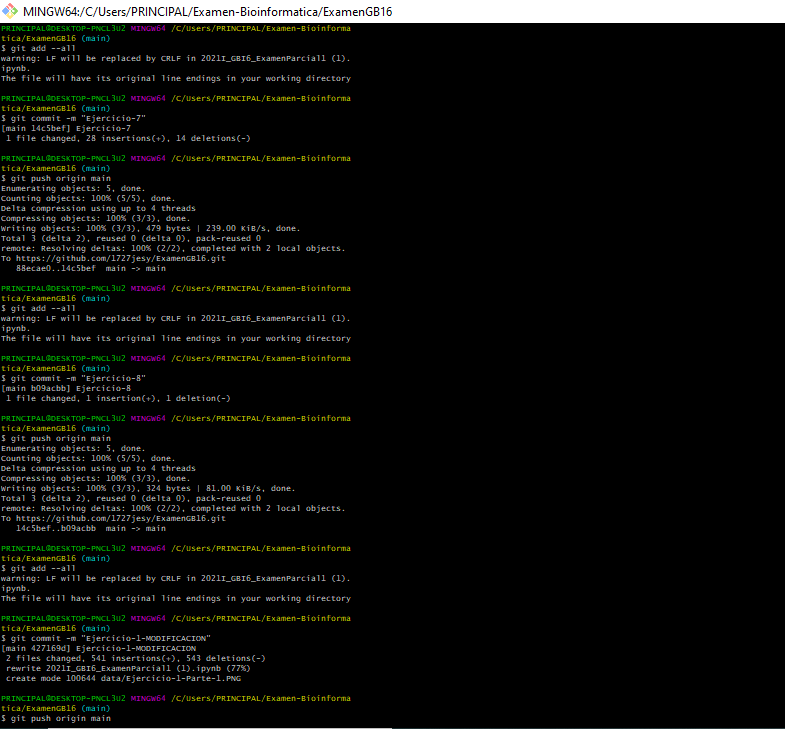 MINGW64:/C/Users/PRINCIPAL/Examen-Bioinformatica/ExamenGB16
PRINCIPAL@DESKTOP-PNCL3U2 MINGW64 /C/Users/PRINCIPAL/Examen-Bioinforma
tica/ExamenGB16 (main)
$ git add --all
warning: LF will be replaced by CRLF in 2021I_GBI6_ExamenParcial1 (1).
ipynb.
The file will have its original line endings in your working directory
PRINCIPAL@DESKTOP-PNCL3U2 MINGW64 /C/Users/PRINCIPAL/Examen-Bioinforma
tica/ExamenGB16 (main)
$ git commit -m "Ejercicio-7"
[main 14c5bef] Ejercicio-7
 1 file changed, 28 insertions(+), 14 deletions(-)
PRINCIPAL@DESKTOP-PNCL3U2 MINGW64 /C/Users/PRINCIPAL/Examen-Bioinforma
tica/ExamenGB16 (main)
$ git push origin main
Enumerating objects: 5, done.
Counting objects: 100% (5/5), done.
Delta compression using up to 4 threads
Compressing objects: 100% (3/3), done.
Writing objects: 100% (3/3), 479 bytes | 239.00 KiB/s, done.
Total 3 (delta 2), reused 0 (delta 0), pack-reused 0
remote: Resolving deltas: 100% (2/2), completed with 2 local objects.
To https://github.com/1727jesy/ExamenGB16.git
   88ecae0..14c5bef  main -> main
PRINCIPAL@DESKTOP-PNCL3U2 MINGW64 /C/Users/PRINCIPAL/Examen-Bioinforma
tica/ExamenGB16 (main)
$ git add --all
warning: LF will be replaced by CRLF in 2021I_GBI6_ExamenParcial1 (1).
ipynb.
The file will have its original line endings in your working directory
PRINCIPAL@DESKTOP-PNCL3U2 MINGW64 /C/Users/PRINCIPAL/Examen-Bioinforma
tica/ExamenGB16 (main)
$ git commit -m "Ejercicio-8"
[main b09acbb] Ejercicio-8
 1 file changed, 1 insertion(+), 1 deletion(-)
PRINCIPAL@DESKTOP-PNCL3U2 MINGW64 /C/Users/PRINCIPAL/Examen-Bioinforma
tica/ExamenGB16 (main)
$ git push origin main
Enumerating objects: 5, done.
Counting objects: 100% (5/5), done.
Delta compression using up to 4 threads
Compressing objects: 100% (3/3), done.
Writing objects: 100% (3/3), 324 bytes | 81.00 KiB/s, done.
Total 3 (delta 2), reused 0 (delta 0), pack-reused 0
remote: Resolving deltas: 100% (2/2), completed with 2 local objects.
To https://github.com/1727jesy/ExamenGB16.git
   14c5bef..b09acbb  main -> main
PRINCIPAL@DESKTOP-PNCL3U2 MINGW64 /C/Users/PRINCIPAL/Examen-Bioinforma
tica/ExamenGB16 (main)
$ git add --all
warning: LF will be replaced by CRLF in 2021I_GBI6_ExamenParcial1 (1).
ipynb.
The file will have its original line endings in your working directory
PRINCIPAL@DESKTOP-PNCL3U2 MINGW64 /C/Users/PRINCIPAL/Examen-Bioinforma
tica/ExamenGB16 (main)
$ git commit -m "Ejercicio-1-MODIFICACION"
[main 427169d] Ejercicio-1-MODIFICACION
 2 files changed, 541 insertions(+), 543 deletions(-)
 rewrite 2021I_GBI6_ExamenParcial1 (1).ipynb (77%)
 create mode 100644 data/Ejercicio-1-Parte-1.PNG
PRINCIPAL@DESKTOP-PNCL3U2 MINGW64 /C/Users/PRINCIPAL/Examen-Bioinforma
tica/ExamenGB16 (main)
$ git push origin main